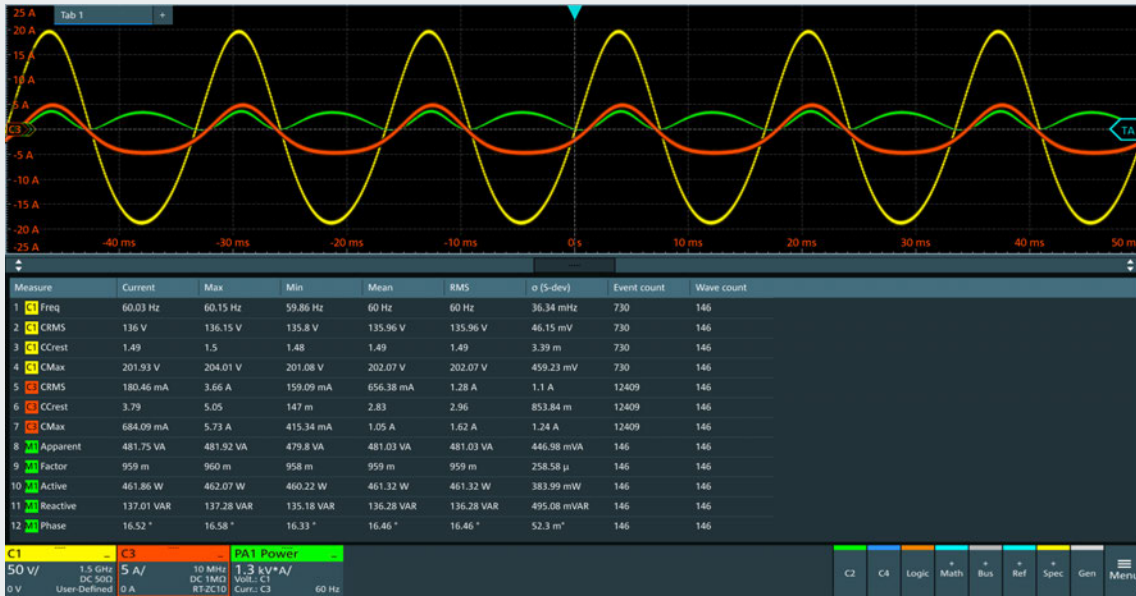 25 A
Tab 1 +
20 A
15 A
10 A
5 A
C3
TA
-5 A
-10 A
-15 A
-20 A
-25 A
-40 ms -30 ms -20 ms -10 ms 0 s 10 ms 20 ms 30 ms 40 ms 50 m
Measure Current Max Min Mean RMS σ (S-dev) Event count Wave count
1 C1 Freq 60.03 Hz 60.15 Hz 59.86 Hz 60 Hz 60 Hz 36.34 mHz 730 146
2 C1 CRMS 136 V 136.15 V 135.8 V 135.96 V 135.96 V 46.15 mV 730 146
3 C1 CCrest 1.49 1.5 1.48 1.49 1.49 3.39 m 730 146
4 C1 CMax 201.93 V 204.01 V 201.08 V 202.07 V 202.07 V 459.23 mV 730 146
5 C3 CRMS 180.46 mA 3.66 A 159.09 mA 656.38 mA 1.28 A 1.1 A 12409 146
6 C3 CCrest 3.79 5.05 147 m 2.83 2.96 853.84 m 12409 146
7 C3 CMax 684.09 mA 5.73 A 415.34 mA 1.05 A 1.62 A 1.24 A 12409 146
8 M1 Apparent 481.75 VA 481.92 VA 479.8 VA 481.03 VA 481.03 VA 446.98 mVA 146 146
9 M1 Factor 959 m 960 m 958 m 959 m 959 m 258.58 μ 146 146
10 M1 Active 461.86 W 462.07 W 460.22 W 461.32 W 461.32 W 383.99 mW 146 146
11 M1 Reactive 137.01 VAR 137.28 VAR 135.18 VAR 136.28 VAR 136.28 VAR 495.08 mVAR 146 146
12 M1 Phase 16.52 ° 16.58 ° 16.33 ° 16.46 ° 16.46 ° 52.3 m° 146 146
C1 C3 PA1 Power
50 V/ 1.5 GHz 5 A/ 10 MHz 1.3 kV*A/
DC 50Ω DC 1MΩ Volt.: C1
0 V User-Defined 0 A RT-ZC10 Curr.: C3 60 Hz
C2 C4 Logic + Math + Bus + Ref + Spec Gen Menu